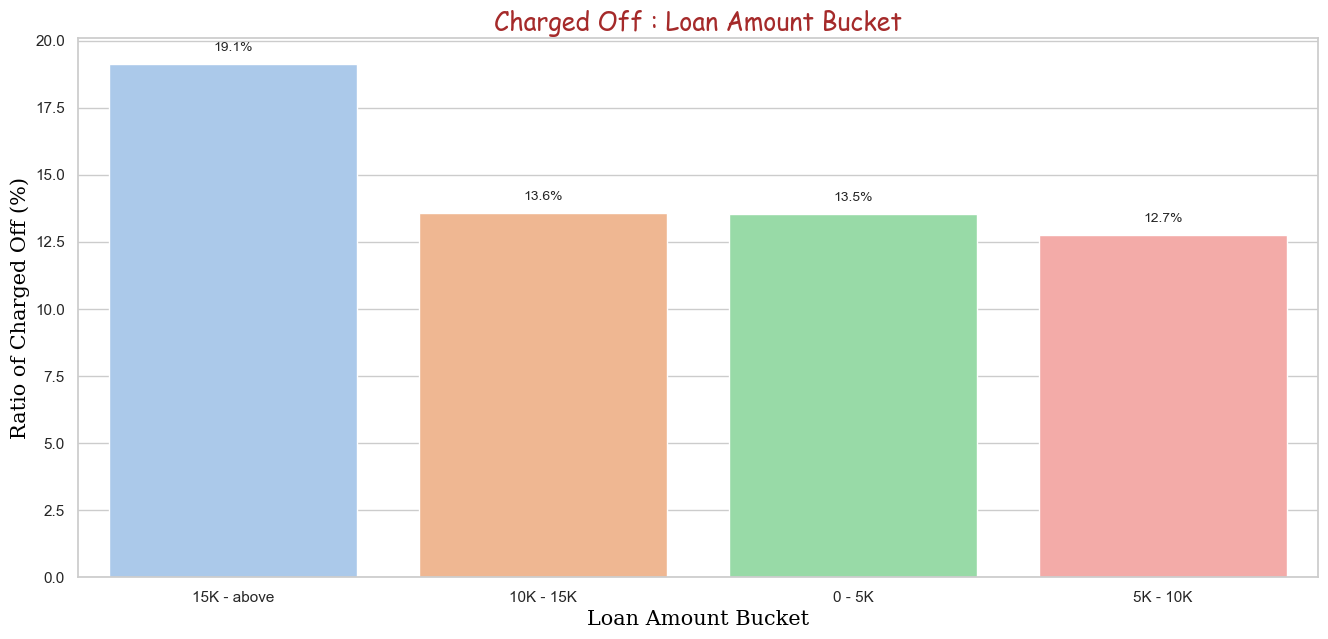 Charged Off : Loan Amount Bucket
Ratio of Charged Off (%)
20.0
17.5
15.0
12.5
10.0
7.5
5.0
2.5
0.0
19.1%
13.6%
13.5%
12.7%
15K - above
10K - 15K
0 - 5K
5K - 10K
Loan Amount Bucket